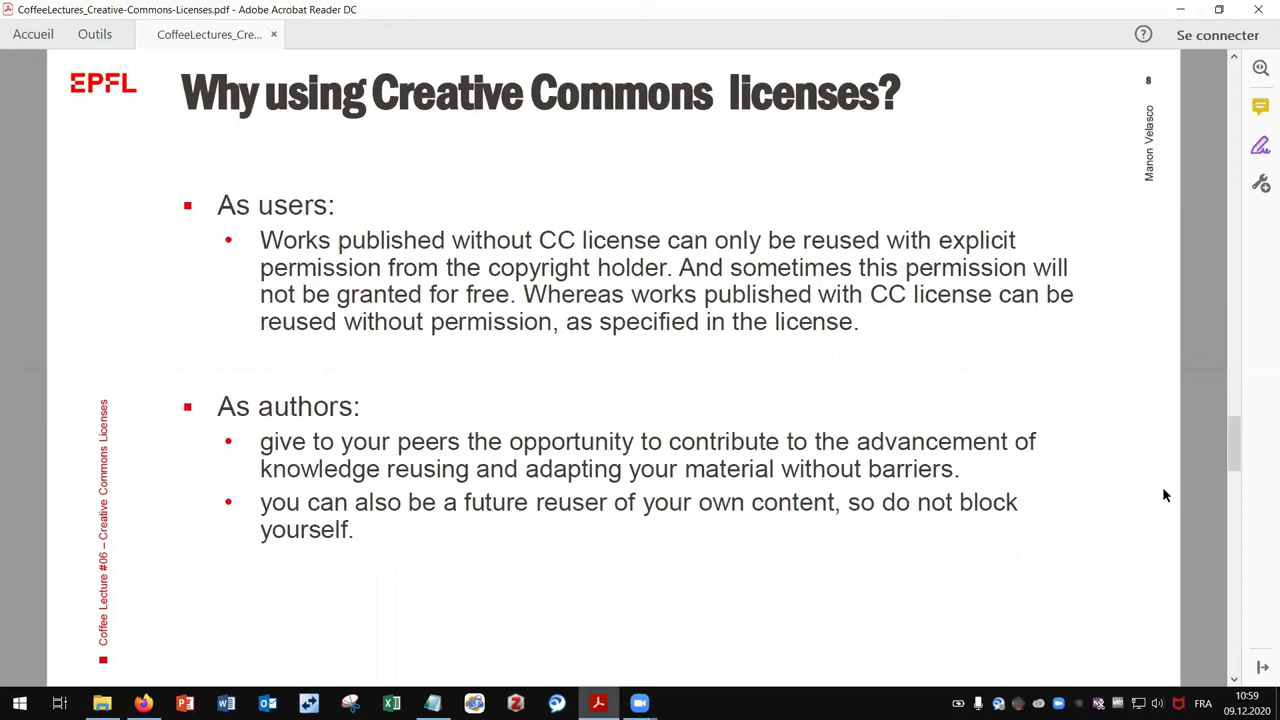 CoffeeLectures_Creative-Commons-Licenses.pdf - Adobe Acrobat Reader DC
Accueil
Outils
CoffeeLectures_Cre...
Se connecter
EPFL
Why using Creative Commons licenses?
8
Manon Velasco
As users:
Works published without CC license can only be reused with explicit
permission from the copyright holder. And sometimes this permission will
not be granted for free. Whereas works published with CC license can be
reused without permission, as specified in the license.
As authors:
give to your peers the opportunity to contribute to the advancement of
knowledge reusing and adapting your material without barriers.
you can also be a future reuser of your own content, so do not block
yourself.
Coffee Lecture #06 – Creative Commons Licenses
FRA
10:59
09.12.2020